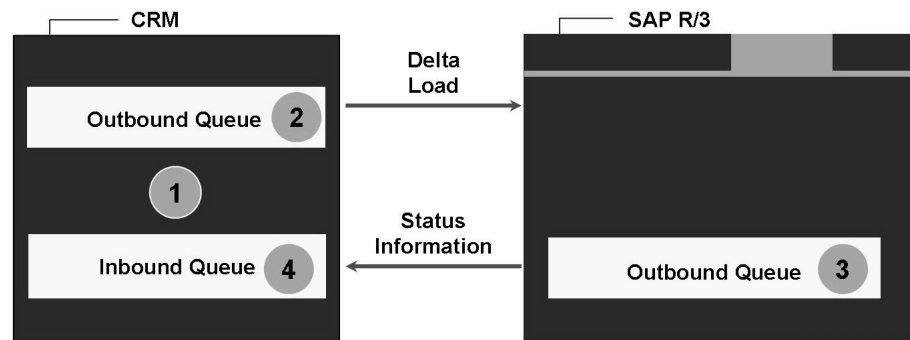 CRM
SAP R/3
Delta
Load
Outbound Queue 2
1
Status
Information
Inbound Queue 4
Outbound Queue 3